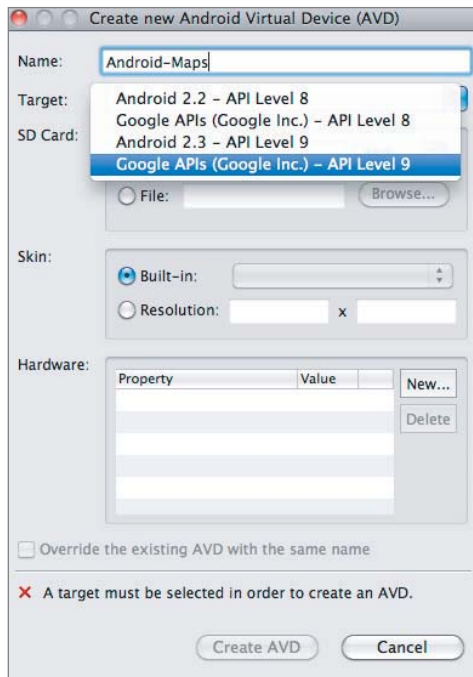 Create new Android Virtual Device (AVD)
Name: Android-Maps
Target:
Android 2.2 – API Level 8
Google APIs (Google Inc.) – API Level 8
Android 2.3 – API Level 9
Google APIs (Google Inc.) – API Level 9
SD Card:
File: Browse...
Skin:
Built-in:
Resolution: x
Hardware:
Property Value New...
Delete
Override the existing AVD with the same name
A target must be selected in order to create an AVD.
Create AVD Cancel